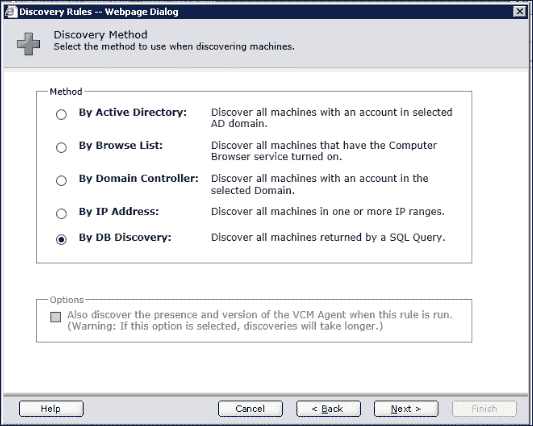 Discovery Rules -- Webpage Dialog
Discovery Method
Select the method to use when discovering machines.
Method
By Active Directory: Discover all machines with an account in selected
AD domain.
By Browse List: Discover all machines that have the Computer
Browser service turned on.
By Domain Controller: Discover all machines with an account in the
selected Domain.
By IP Address: Discover all machines in one or more IP ranges.
By DB Discovery: Discover all machines returned by a SQL Query.
Options
Also discover the presence and version of the VCM Agent when this rule is run.
(Warning: If this option is selected, discoveries will take longer.)
Help Cancel < Back Next > Finish